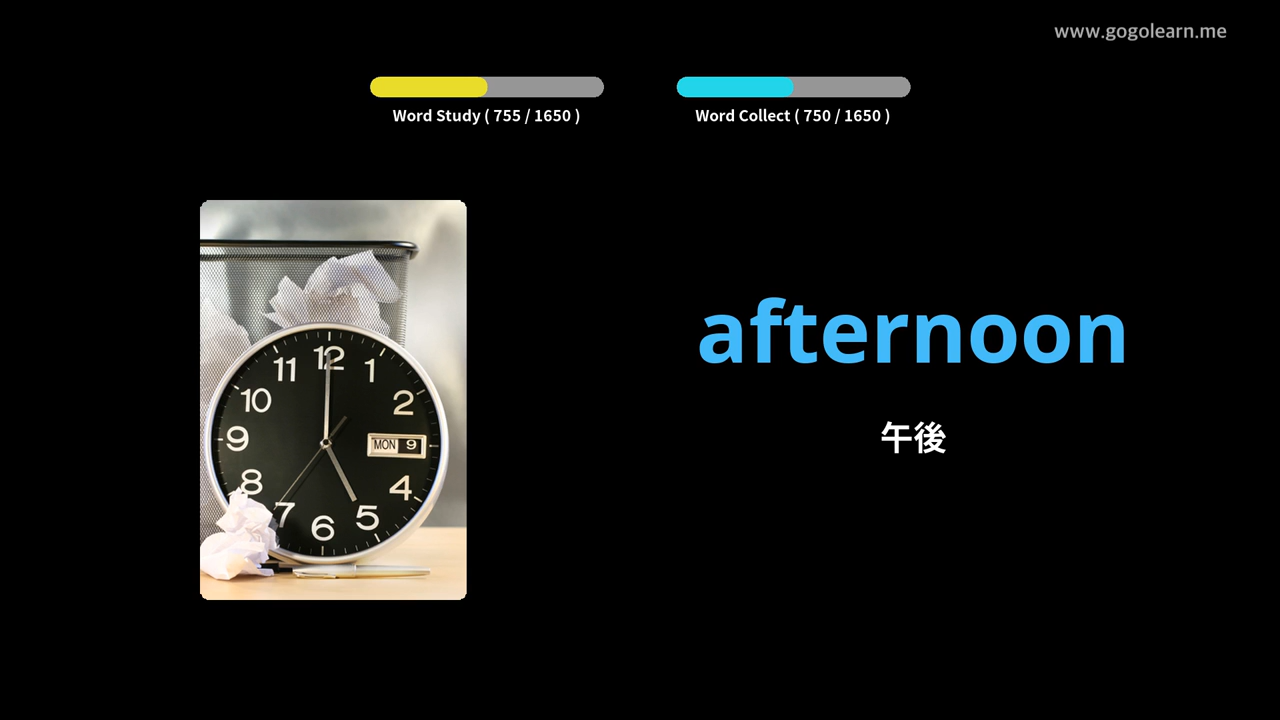 www.gogolearn.me
Word Study ( 755 / 1650 )
Word Collect ( 750 / 1650 )
12
11
1
10
2
9
MON 9
8
4
7
5
6
afternoon
午後